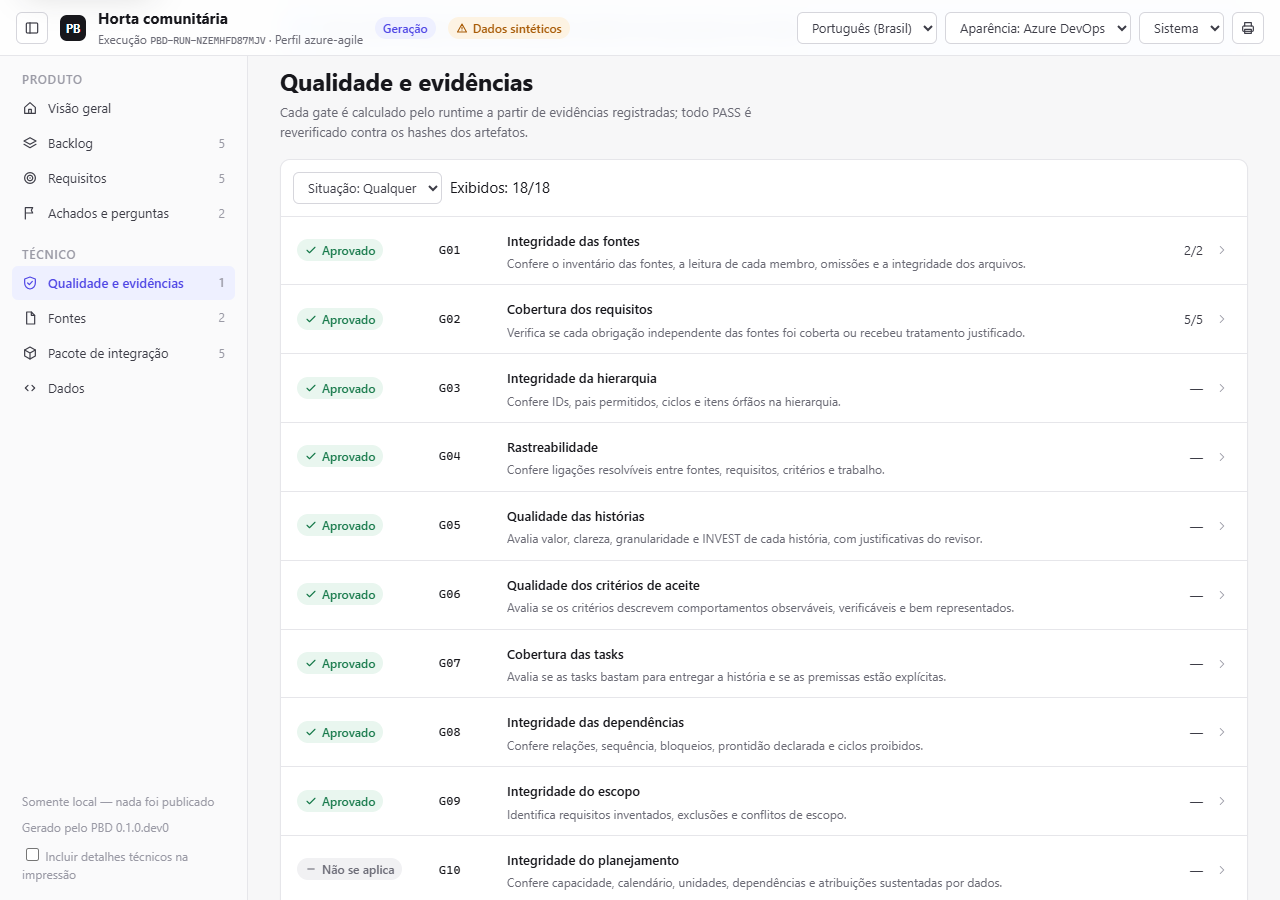 PB
Horta comunitária
Execução PBD-RUN-NZEMHFD87MJV · Perfil azure-agile
Geração
Dados sintéticos
Português (Brasil)
Aparência: Azure DevOps
Sistema
PRODUTO
Visão geral
Backlog 5
Requisitos 5
Achados e perguntas 2
TÉCNICO
Qualidade e evidências 1
Fontes 2
Pacote de integração 5
Dados
Somente local — nada foi publicado
Gerado pelo PBD 0.1.0.dev0
Incluir detalhes técnicos na
impressão
Qualidade e evidências
Cada gate é calculado pelo runtime a partir de evidências registradas; todo PASS é
reverificado contra os hashes dos artefatos.
Situação: Qualquer
Exibidos: 18/18
Aprovado G01 Integridade das fontes 2/2
Confere o inventário das fontes, a leitura de cada membro, omissões e a integridade dos arquivos.
Aprovado G02 Cobertura dos requisitos 5/5
Verifica se cada obrigação independente das fontes foi coberta ou recebeu tratamento justificado.
Aprovado G03 Integridade da hierarquia —
Confere IDs, pais permitidos, ciclos e itens órfãos na hierarquia.
Aprovado G04 Rastreabilidade —
Confere ligações resolvíveis entre fontes, requisitos, critérios e trabalho.
Aprovado G05 Qualidade das histórias —
Avalia valor, clareza, granularidade e INVEST de cada história, com justificativas do revisor.
Aprovado G06 Qualidade dos critérios de aceite —
Avalia se os critérios descrevem comportamentos observáveis, verificáveis e bem representados.
Aprovado G07 Cobertura das tasks —
Avalia se as tasks bastam para entregar a história e se as premissas estão explícitas.
Aprovado G08 Integridade das dependências —
Confere relações, sequência, bloqueios, prontidão declarada e ciclos proibidos.
Aprovado G09 Integridade do escopo —
Identifica requisitos inventados, exclusões e conflitos de escopo.
Não se aplica G10 Integridade do planejamento —
Confere capacidade, calendário, unidades, dependências e atribuições sustentadas por dados.